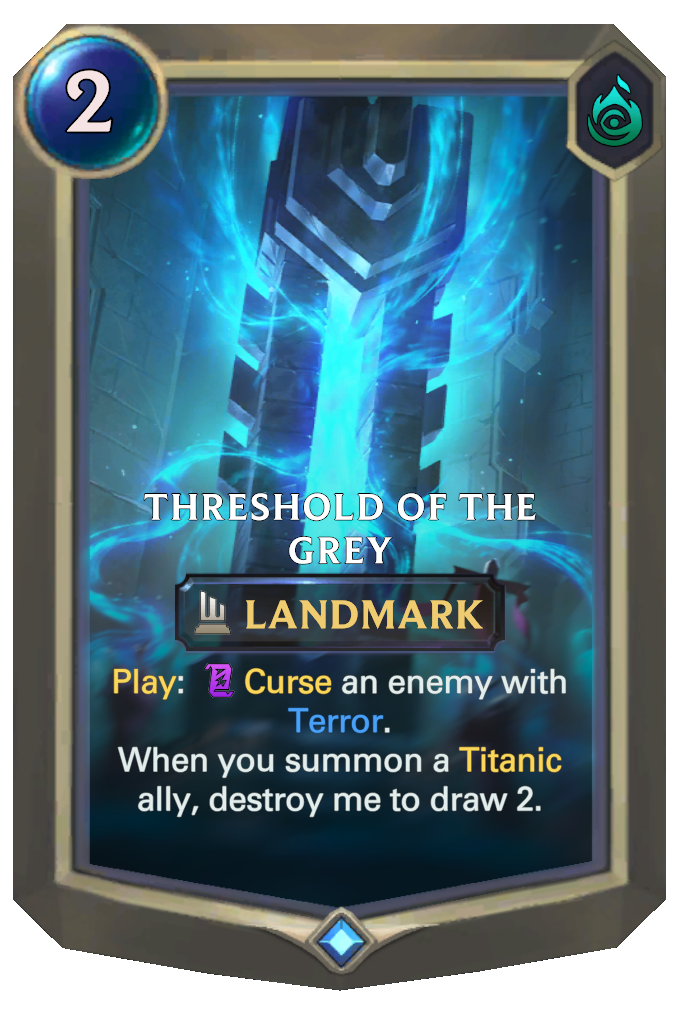 2
THRESHOLD OF THE
GREY
LANDMARK
Play: Curse an enemy with
Terror.
When you summon a Titanic
ally, destroy me to draw 2.